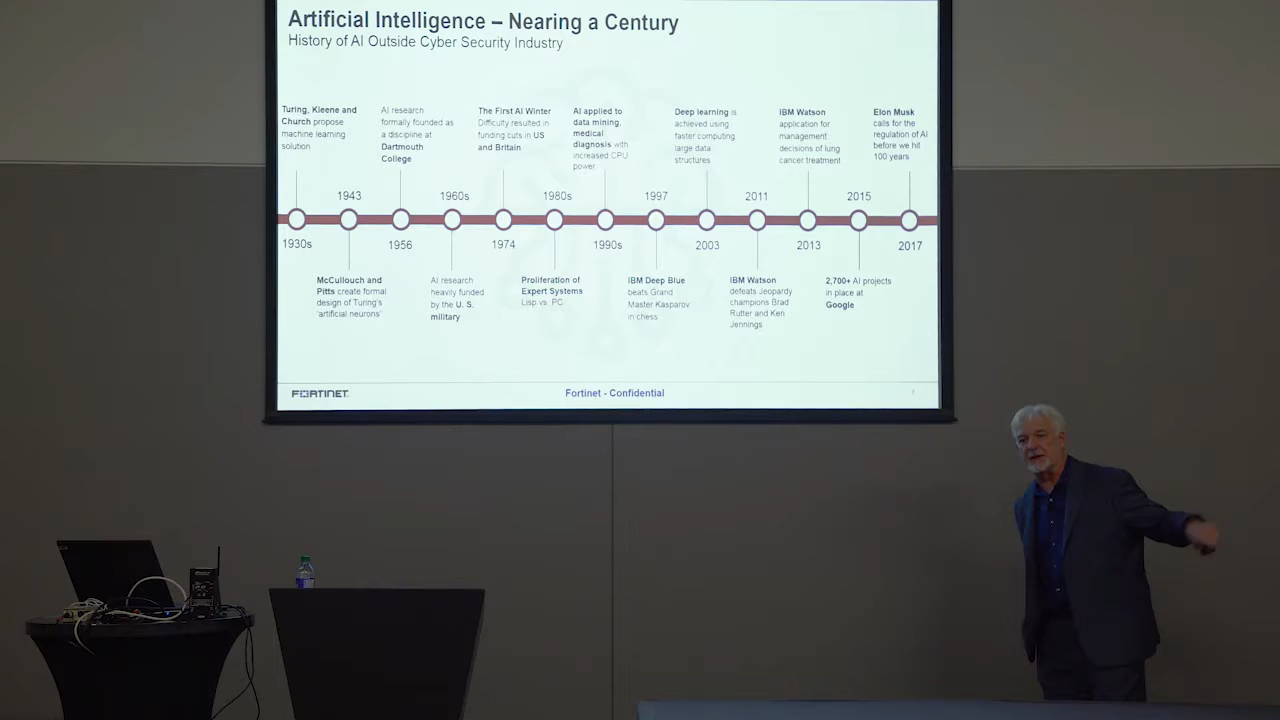 Artificial Intelligence – Nearing a Century
History of AI Outside Cyber Security Industry
Turing, Kleene and
Church propose
machine learning
solution
AI research
formally founded as
a discipline at
Dartmouth
College
The First AI Winter
Difficulty resulted in
funding cuts in US
and Britain
AI applied to
data mining,
medical
diagnosis with
increased CPU
power.
Deep learning is
achieved using
faster computing
large data
structures
IBM Watson
application for
management
decisions of lung
cancer treatment
Elon Musk
calls for the
regulation of AI
before we hit
100 years
1943
1960s
1980s
1997
2011
2015
1930s
1956
1974
1990s
2003
2013
2017
McCullouch and
Pitts create formal
design of Turing's
'artificial neurons'
AI research
heavily funded
by the U. S.
military
Proliferation of
Expert Systems
Lisp vs. PC
IBM Deep Blue
beats Grand
Master Kasparov
in chess
IBM Watson
defeats Jeopardy
champions Brad
Rutter and Ken
Jennings
2,700+ AI projects
in place at
Google
FORTINET
Fortinet - Confidential
7